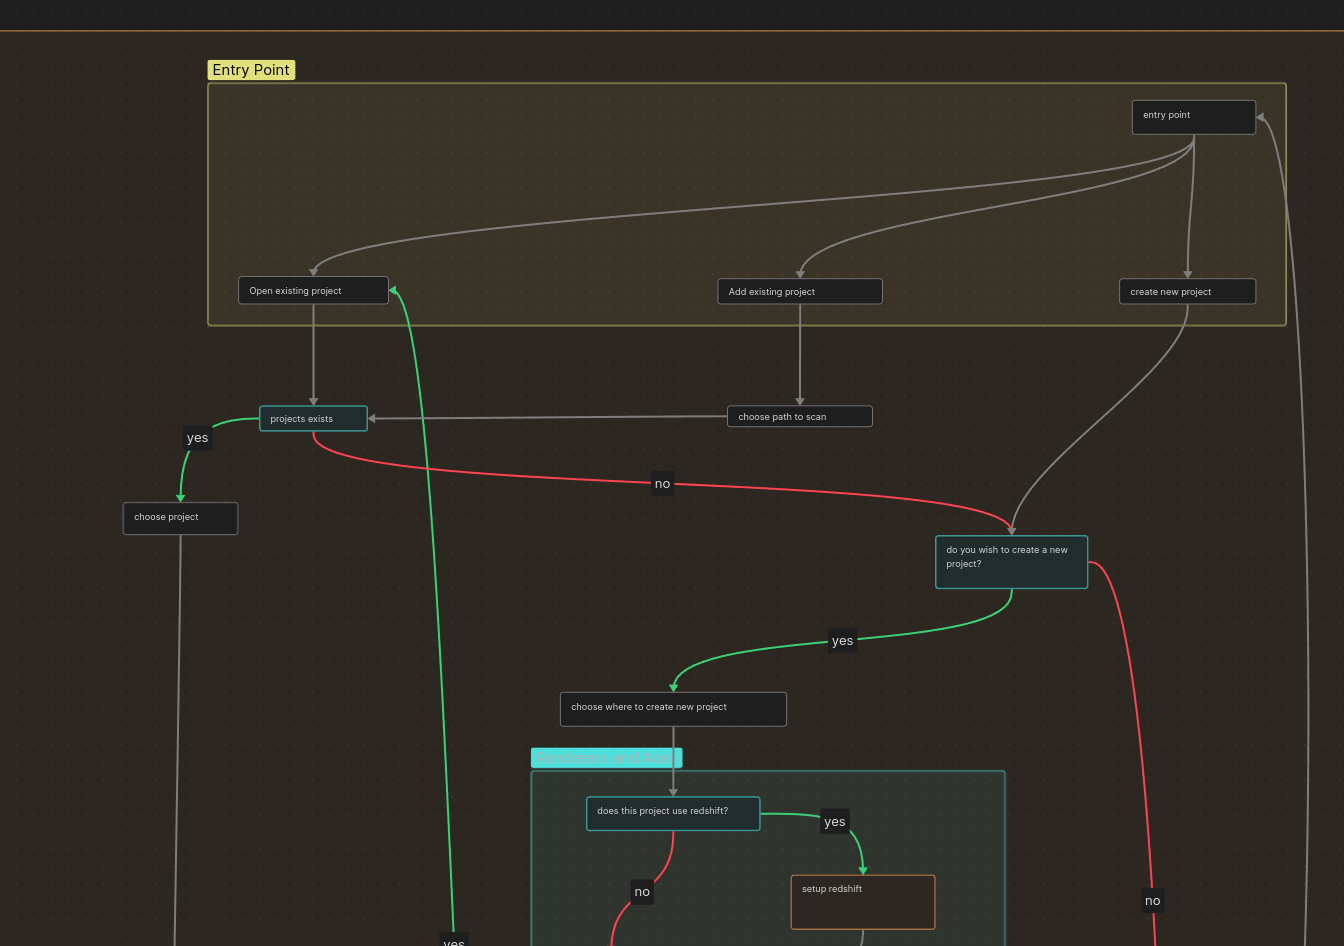 Entry Point
entry point
Open existing project
Add existing project
create new project
projects exists
choose path to scan
yes
no
choose project
do you wish to create a new
project?
yes
choose where to create new project
Renderers and
does this project use redshift?
yes
setup redshift
no
no
yes